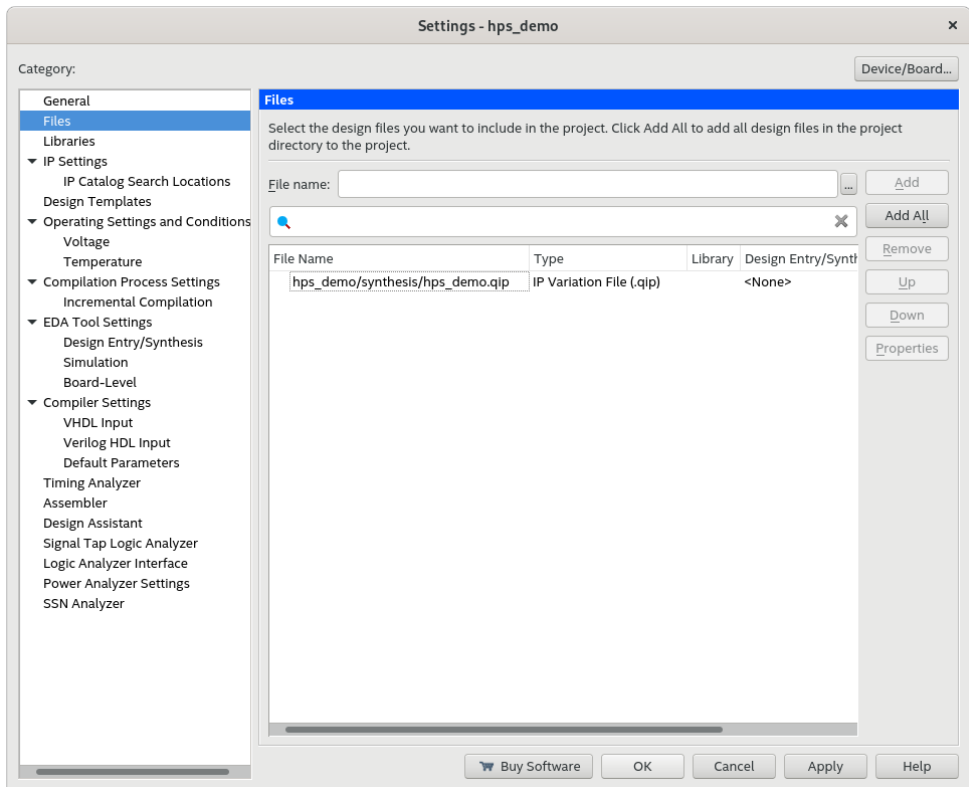 Settings - hps_demo
×
Category:
Device/Board...
General
Files
Libraries
IP Settings
IP Catalog Search Locations
Design Templates
Operating Settings and Conditions
Voltage
Temperature
Compilation Process Settings
Incremental Compilation
EDA Tool Settings
Design Entry/Synthesis
Simulation
Board-Level
Compiler Settings
VHDL Input
Verilog HDL Input
Default Parameters
Timing Analyzer
Assembler
Design Assistant
Signal Tap Logic Analyzer
Logic Analyzer Interface
Power Analyzer Settings
SSN Analyzer
Files
Select the design files you want to include in the project. Click Add All to add all design files in the project
directory to the project.
File name: ... Add
Add All
File Name Type Library Design Entry/Synth
Remove
hps_demo/synthesis/hps_demo.qip IP Variation File (.qip) <None>
Up
Down
Properties
Buy Software OK Cancel Apply Help